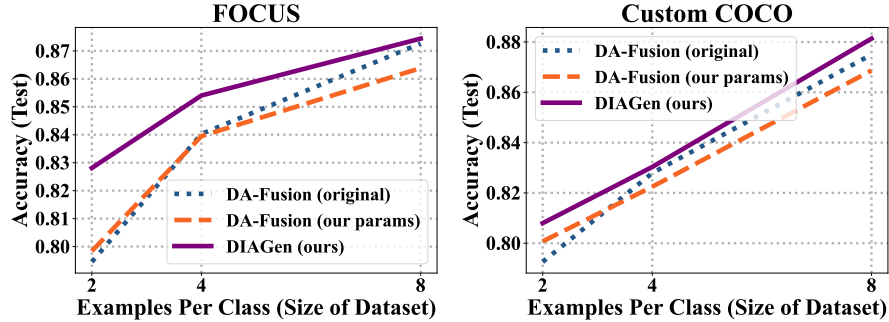 FOCUS
Accuracy (Test)
0.87
0.86
0.85
0.84
0.83
0.82
0.81
0.80
DA-Fusion (original)
DA-Fusion (our params)
DIAGen (ours)
2
4
8
Examples Per Class (Size of Dataset)
Custom COCO
Accuracy (Test)
0.88
0.86
0.84
0.82
0.80
DA-Fusion (original)
DA-Fusion (our params)
DIAGen (ours)
2
4
8
Examples Per Class (Size of Dataset)